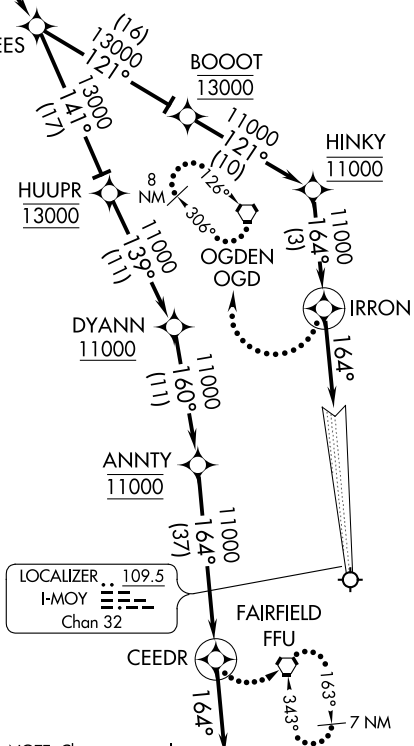 EES
(16)
13000
121°
BOOOT
13000
13000
141°
(17)
11000
121°
(10)
HINKY
11000
HUUPR
13000
8
NM
126°
306°
OGDEN
OGD
11000
164°
(3)
11000
139°
(11)
IRRON
DYANN
11000
164°
11000
160°
(11)
ANNTY
11000
11000
164°
(37)
LOCALIZER 109.5
I-MOY
Chan 32
FAIRFIELD
FFU
CEEDR
163°
343°
7 NM
164°